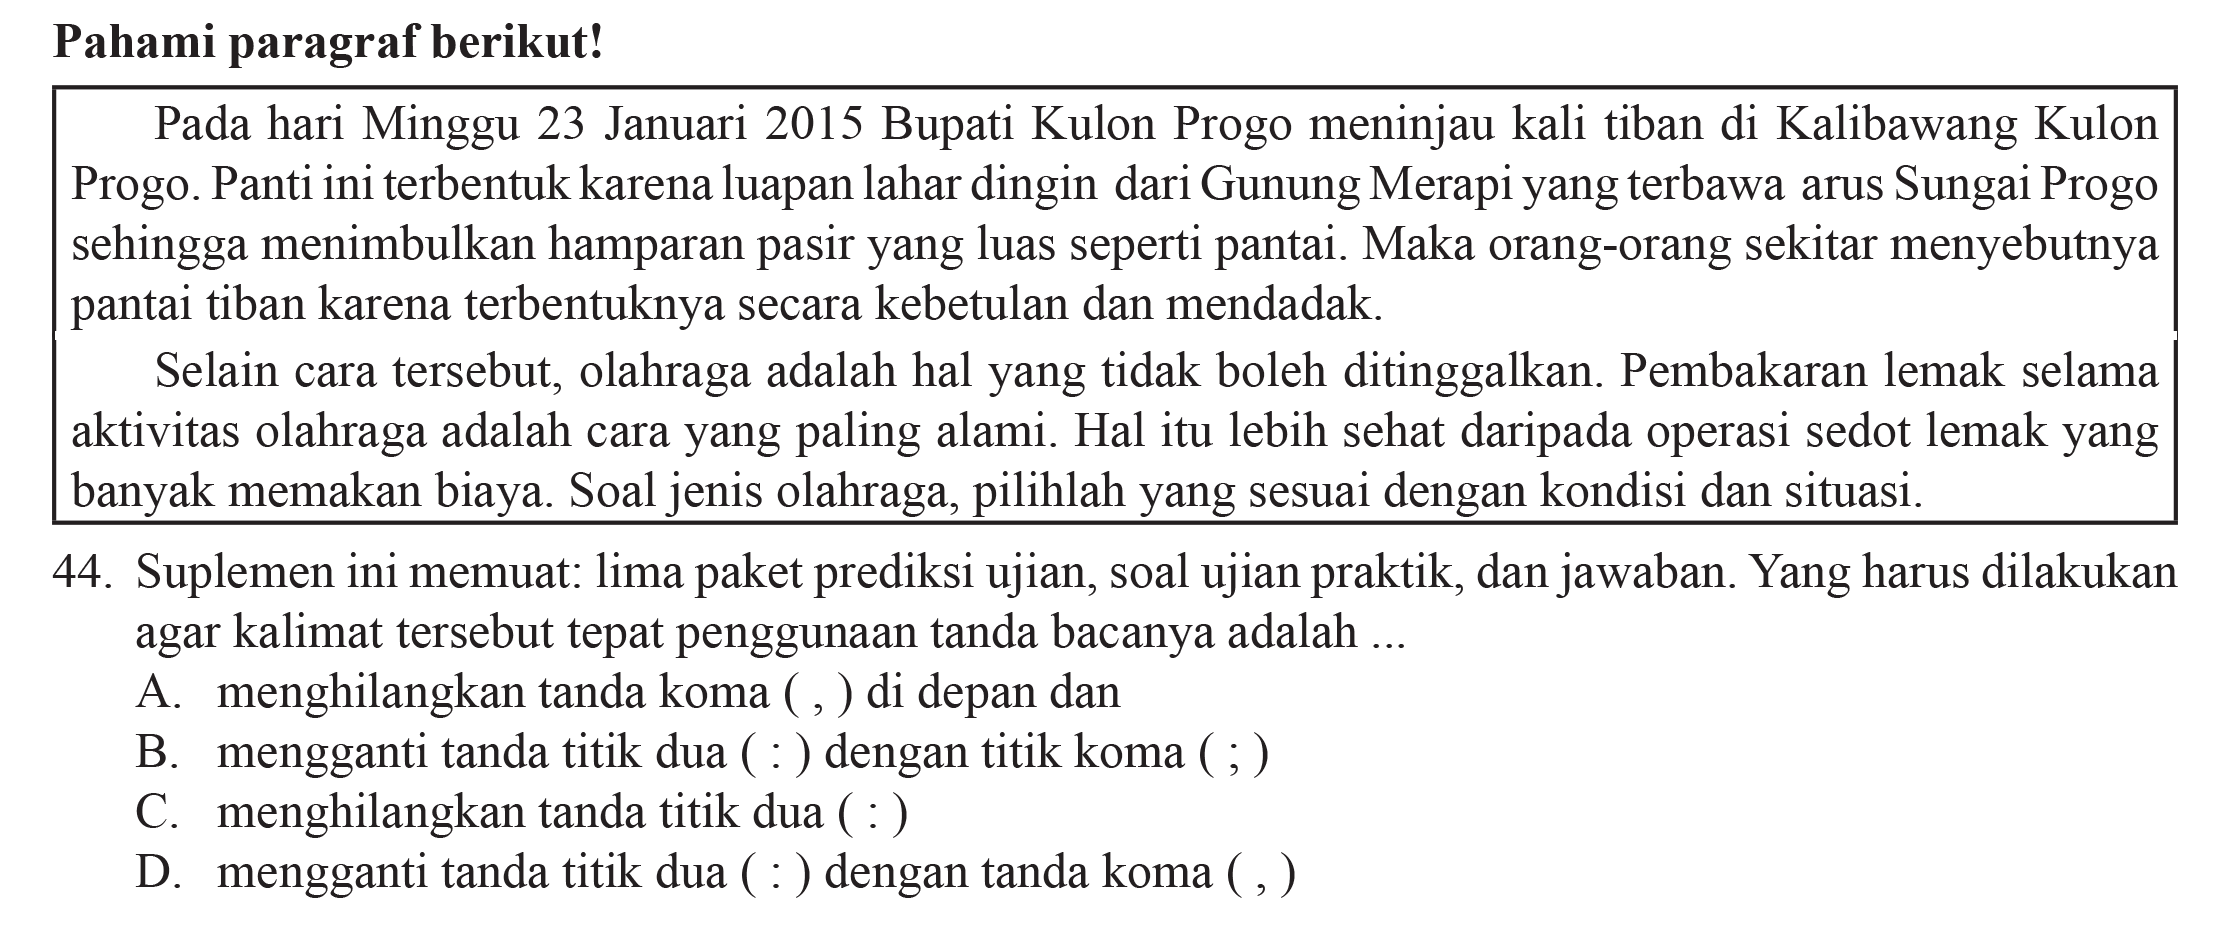 Pahami paragraf berikut!
Pada hari Minggu 23 Januari 2015 Bupati Kulon Progo meninjau kali tiban di Kalibawang Kulon
Progo. Panti ini terbentuk karena luapan lahar dingin dari Gunung Merapi yang terbawa arus Sungai Progo
sehingga menimbulkan hamparan pasir yang luas seperti pantai. Maka orang-orang sekitar menyebutnya
pantai tiban karena terbentuknya secara kebetulan dan mendadak.
Selain cara tersebut, olahraga adalah hal yang tidak boleh ditinggalkan. Pembakaran lemak selama
aktivitas olahraga adalah cara yang paling alami. Hal itu lebih sehat daripada operasi sedot lemak yang
banyak memakan biaya. Soal jenis olahraga, pilihlah yang sesuai dengan kondisi dan situasi.
44. Suplemen ini memuat: lima paket prediksi ujian, soal ujian praktik, dan jawaban. Yang harus dilakukan
agar kalimat tersebut tepat penggunaan tanda bacanya adalah ...
A. menghilangkan tanda koma ( , ) di depan dan
B. mengganti tanda titik dua ( : ) dengan titik koma ( ; )
C. menghilangkan tanda titik dua ( : )
D. mengganti tanda titik dua ( : ) dengan tanda koma ( , )